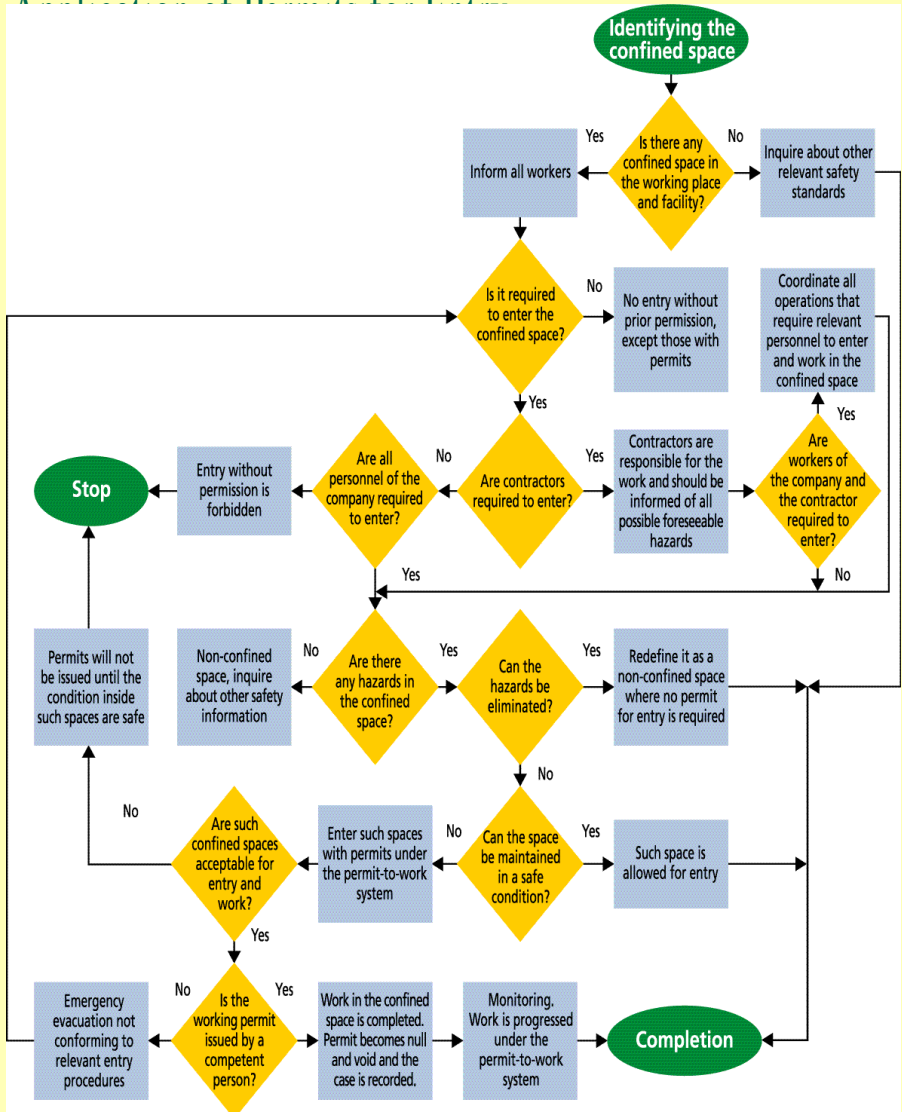 Identifying the
confined space
Is there any
confined space in
the working place
and facility?
Yes
No
Inform all workers
Inquire about other
relevant safety
standards
Is it required
to enter the
confined space?
No
No entry without
prior permission,
except those with
permits
Coordinate all
operations that
require relevant
personnel to enter
and work in the
confined space
Yes
Yes
Stop
Entry without
permission is
forbidden
Are all
personnel of the
company required
to enter?
No
Are contractors
required to enter?
Yes
Contractors are
responsible for the
work and should be
informed of all
possible foreseeable
hazards
Are
workers of
the company and
the contractor
required to
enter?
Yes
No
Permits will not
be issued until the
condition inside
such spaces are safe
Non-confined
space, inquire
about other safety
information
No
Are there
any hazards in
the confined
space?
Yes
Can the
hazards be
eliminated?
Yes
Redefine it as a
non-confined space
where no permit
for entry is required
No
No
Are such
confined spaces
acceptable for
entry and
work?
Enter such spaces
with permits under
the permit-to-work
system
No
Can the space
be maintained
in a safe
condition?
Yes
Such space is
allowed for entry
Yes
Emergency
evacuation not
conforming to
relevant entry
procedures
No
Is the
working permit
issued by a
competent
person?
Yes
Work in the confined
space is completed.
Permit becomes null
and void and the
case is recorded.
Monitoring.
Work is progressed
under the
permit-to-work
system
Completion